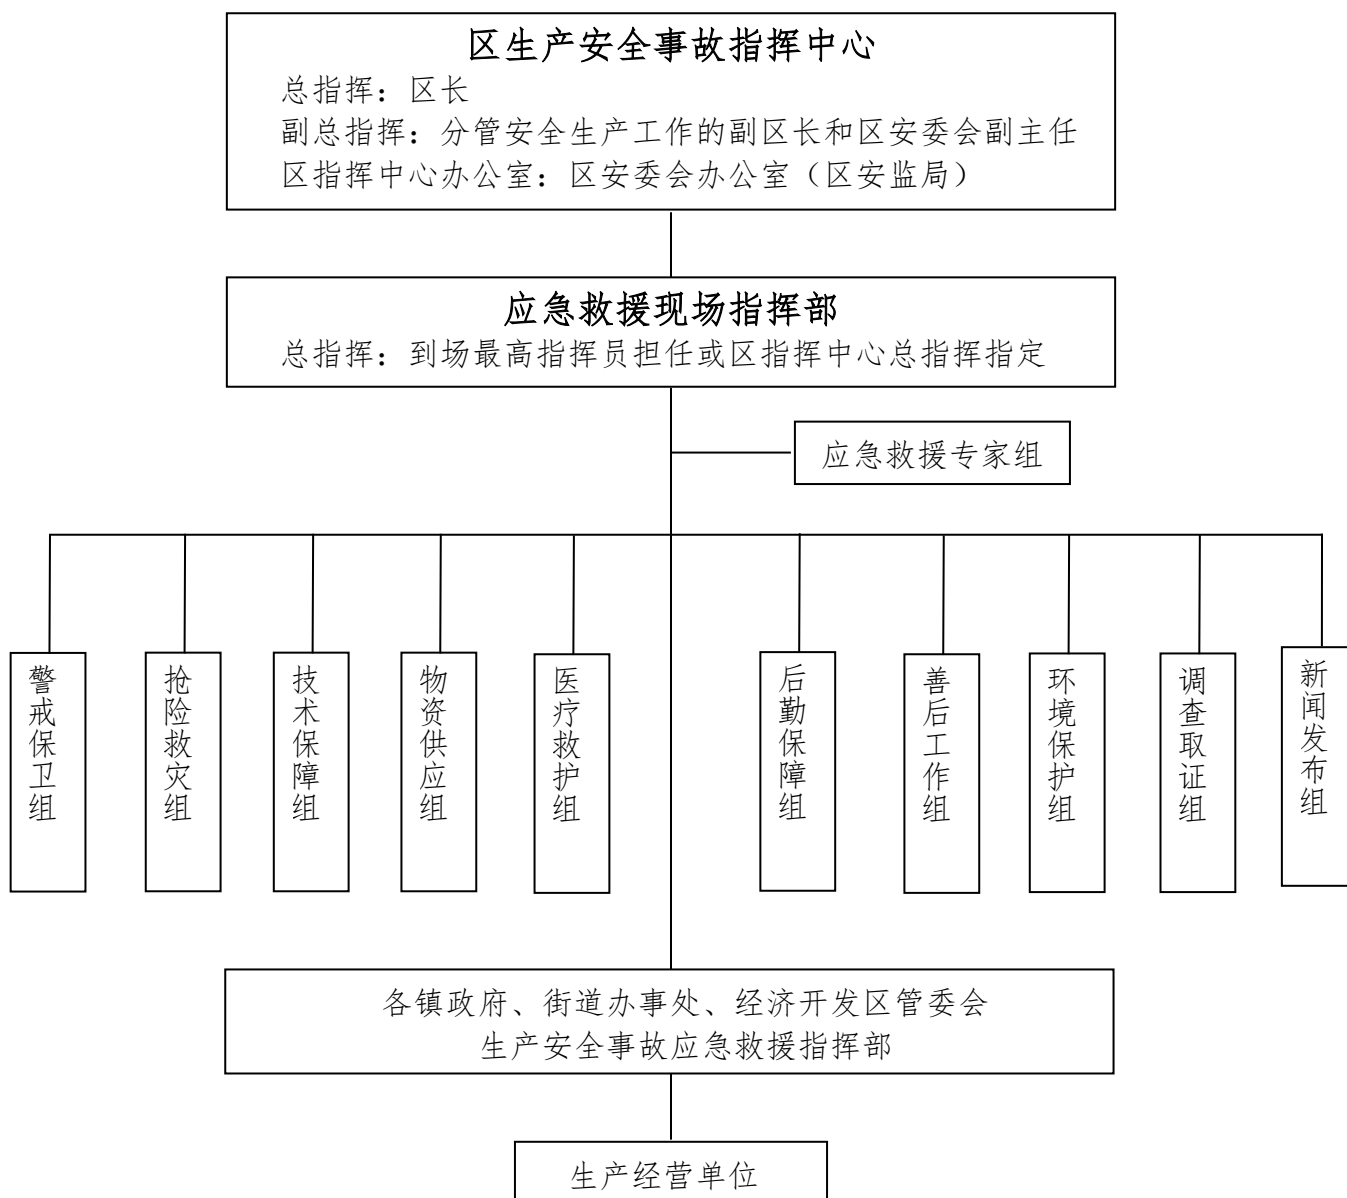 区生产安全事故指挥中心
总指挥：区长
副总指挥：分管安全生产工作的副区长和区安委会副主任
区指挥中心办公室：区安委会办公室（区安监局）
应急救援现场指挥部
总指挥：到场最高指挥员担任或区指挥中心总指挥指定
应急救援专家组
警戒保卫组
抢险救灾组
技术保障组
物资供应组
医疗救护组
后勤保障组
善后工作组
环境保护组
调查取证组
新闻发布组
各镇政府、街道办事处、经济开发区管委会
生产安全事故应急救援指挥部
生产经营单位